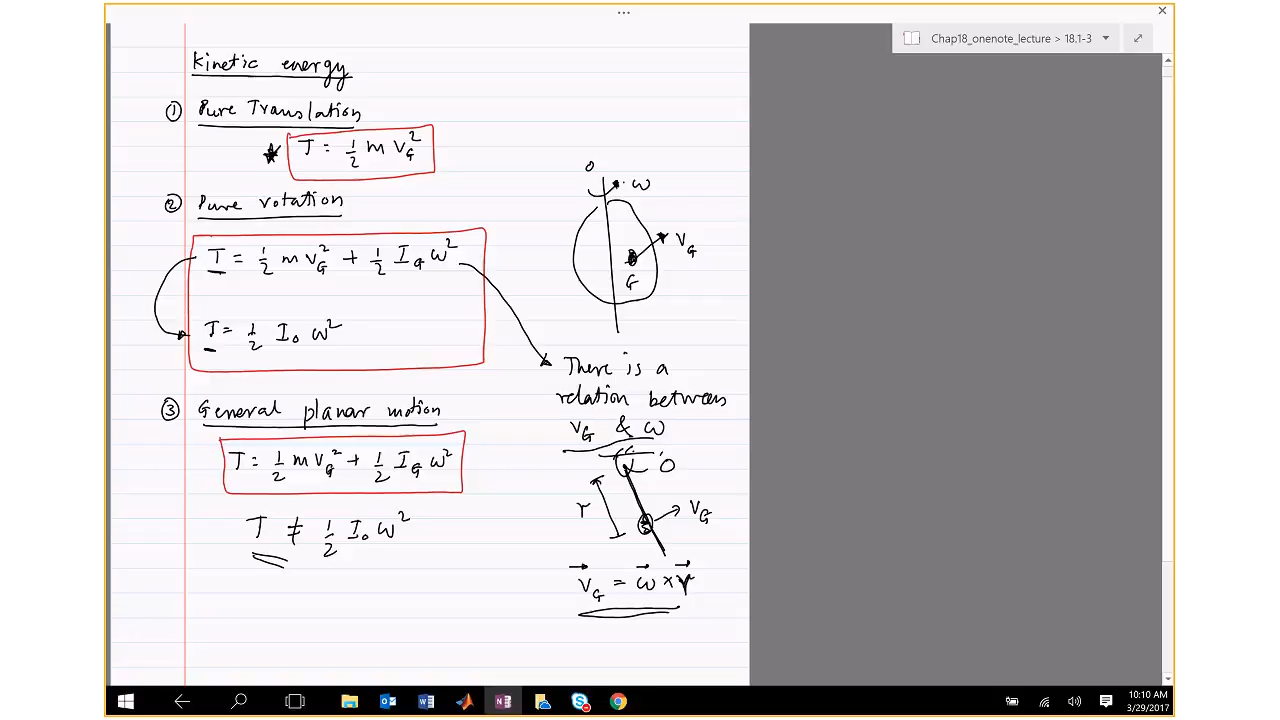 ...
Chap18_onenote_lecture > 18.1-3
Kinetic energy
① Pure Translation
T = 1/2 m V_G^2
② Pure rotation
T = 1/2 m V_G^2 + 1/2 I_G ω^2
T = 1/2 I_o ω^2
O
ω
V_G
G
There is a
relation between
V_G & ω
③ General planar motion
T = 1/2 m V_G^2 + 1/2 I_G ω^2
T ≠ 1/2 I_o ω^2
O
r
V_G
G
V_G = ω × r
10:10 AM
3/29/2017